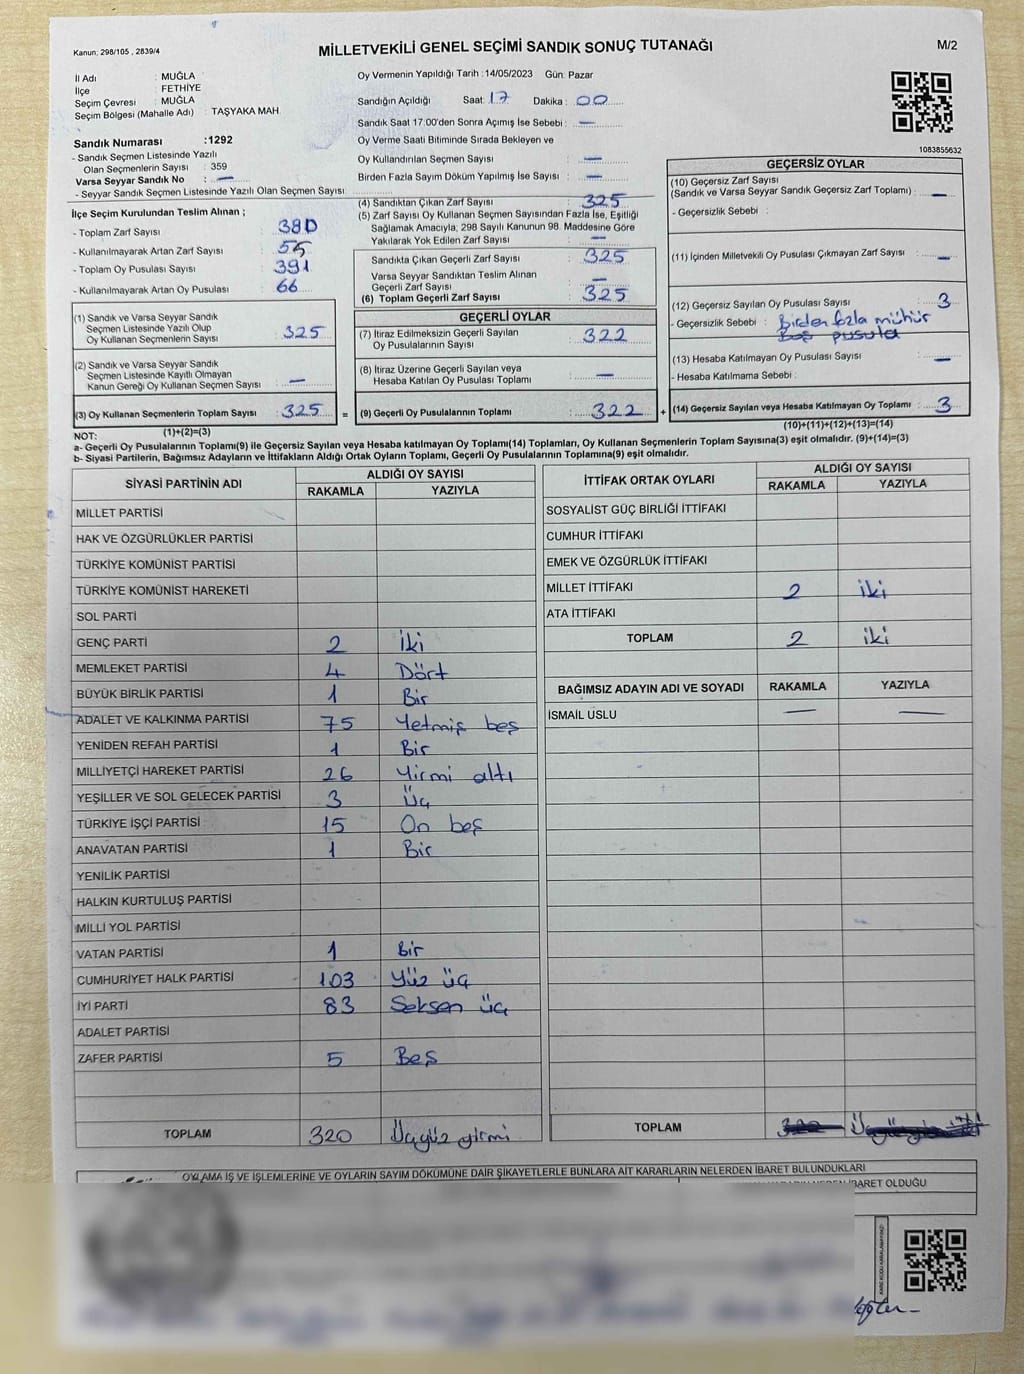 Kanun: 298/105 , 2839/4
MİLLETVEKİLİ GENEL SEÇİMİ SANDIK SONUÇ TUTANAĞI
M/2
İl Adı : MUĞLA
İlçe : FETHİYE
Seçim Çevresi : MUĞLA
Seçim Bölgesi (Mahalle Adı) : TAŞYAKA MAH.
Oy Vermenin Yapıldığı Tarih :14/05/2023 Gün: Pazar
Sandığın Açıldığı Saat: 17 Dakika : 00
Sandık Saat 17:00'den Sonra Açımış İse Sebebi : —
Sandık Numarası :1292
- Sandık Seçmen Listesinde Yazılı
Olan Seçmenlerin Sayısı : 359
Varsa Seyyar Sandık No : —
- Seyyar Sandık Seçmen Listesinde Yazılı Olan Seçmen Sayısı:
Oy Verme Saati Bitiminde Sırada Bekleyen ve
Oy Kullandırılan Seçmen Sayısı : —
Birden Fazla Sayım Döküm Yapılmış İse Sayısı : —
1083855632
İlçe Seçim Kurulundan Teslim Alınan ;
- Toplam Zarf Sayısı : 380
- Kullanılmayarak Artan Zarf Sayısı : 55
- Toplam Oy Pusulası Sayısı : 391
- Kullanılmayarak Artan Oy Pusulası : 66
(4) Sandıktan Çıkan Zarf Sayısı : 325
(5) Zarf Sayısı Oy Kullanan Seçmen Sayısından Fazla İse, Eşitliği
Sağlamak Amacıyla; 298 Sayılı Kanunun 98. Maddesine Göre
Yakılarak Yok Edilen Zarf Sayısı : —
Sandıkta Çıkan Geçerli Zarf Sayısı : 325
Varsa Seyyar Sandıktan Teslim Alınan
Geçerli Zarf Sayısı : —
(6) Toplam Geçerli Zarf Sayısı : 325
GEÇERSİZ OYLAR
(10) Geçersiz Zarf Sayısı
(Sandık ve Varsa Seyyar Sandık Geçersiz Zarf Toplamı) : —
- Geçersizlik Sebebi :
(11) İçinden Milletvekili Oy Pusulası Çıkmayan Zarf Sayısı : —
(12) Geçersiz Sayılan Oy Pusulası Sayısı : 3
- Geçersizlik Sebebi : Birden fazla mühür
Boş pusula
(13) Hesaba Katılmayan Oy Pusulası Sayısı : —
- Hesaba Katılmama Sebebi :
(1) Sandık ve Varsa Seyyar Sandık
Seçmen Listesinde Yazılı Olup
Oy Kullanan Seçmenlerin Sayısı : 325
(2) Sandık ve Varsa Seyyar Sandık
Seçmen Listesinde Kayıtlı Olmayan
Kanun Gereği Oy Kullanan Seçmen Sayısı : —
GEÇERLİ OYLAR
(7) İtiraz Edilmeksizin Geçerli Sayılan
Oy Pusulalarının Sayısı : 322
(8) İtiraz Üzerine Geçerli Sayılan veya
Hesaba Katılan Oy Pusulası Toplamı : —
(3) Oy Kullanan Seçmenlerin Toplam Sayısı : 325 = (9) Geçerli Oy Pusulalarının Toplamı : 322 + (14) Geçersiz Sayılan veya Hesaba Katılmayan Oy Toplamı : 3
(1)+(2)=(3)
(10)+(11)+(12)+(13)=(14)
NOT:
a- Geçerli Oy Pusulalarının Toplamı(9) ile Geçersiz Sayılan veya Hesaba katılmayan Oy Toplamı(14) Toplamları, Oy Kullanan Seçmenlerin Toplam Sayısına(3) eşit olmalıdır. (9)+(14)=(3)
b- Siyasi Partilerin, Bağımsız Adayların ve İttifakların Aldığı Ortak Oyların Toplamı, Geçerli Oy Pusulalarının Toplamına(9) eşit olmalıdır.
SİYASİ PARTİNİN ADI ALDIĞI OY SAYISI
RAKAMLA YAZIYLA
MİLLET PARTİSİ
HAK VE ÖZGÜRLÜKLER PARTİSİ
TÜRKİYE KOMÜNİST PARTİSİ
TÜRKİYE KOMÜNİST HAREKETİ
SOL PARTİ
GENÇ PARTİ 2 İki
MEMLEKET PARTİSİ 4 Dört
BÜYÜK BİRLİK PARTİSİ 1 Bir
ADALET VE KALKINMA PARTİSİ 75 Yetmiş beş
YENİDEN REFAH PARTİSİ 1 Bir
MİLLİYETÇİ HAREKET PARTİSİ 26 Yirmi altı
YEŞİLLER VE SOL GELECEK PARTİSİ 3 Üç
TÜRKİYE İŞÇİ PARTİSİ 15 On beş
ANAVATAN PARTİSİ 1 Bir
YENİLİK PARTİSİ
HALKIN KURTULUŞ PARTİSİ
MİLLİ YOL PARTİSİ
VATAN PARTİSİ 1 Bir
CUMHURİYET HALK PARTİSİ 103 Yüz üç
İYİ PARTİ 83 Seksen üç
ADALET PARTİSİ
ZAFER PARTİSİ 5 Beş
TOPLAM 320 Üçyüz yirmi
İTTİFAK ORTAK OYLARI ALDIĞI OY SAYISI
RAKAMLA YAZIYLA
SOSYALİST GÜÇ BİRLİĞİ İTTİFAKI
CUMHUR İTTİFAKI
EMEK VE ÖZGÜRLÜK İTTİFAKI
MİLLET İTTİFAKI 2 iki
ATA İTTİFAKI
TOPLAM 2 iki
BAĞIMSIZ ADAYIN ADI VE SOYADI RAKAMLA YAZIYLA
İSMAİL USLU — —
TOPLAM
OYLAMA İŞ VE İŞLEMLERİNE VE OYLARIN SAYIM DÖKÜMÜNE DAİR ŞİKAYETLERLE BUNLARA AİT KARARLARIN NELERDEN İBARET BULUNDUKLARI
İBARET OLDUĞU